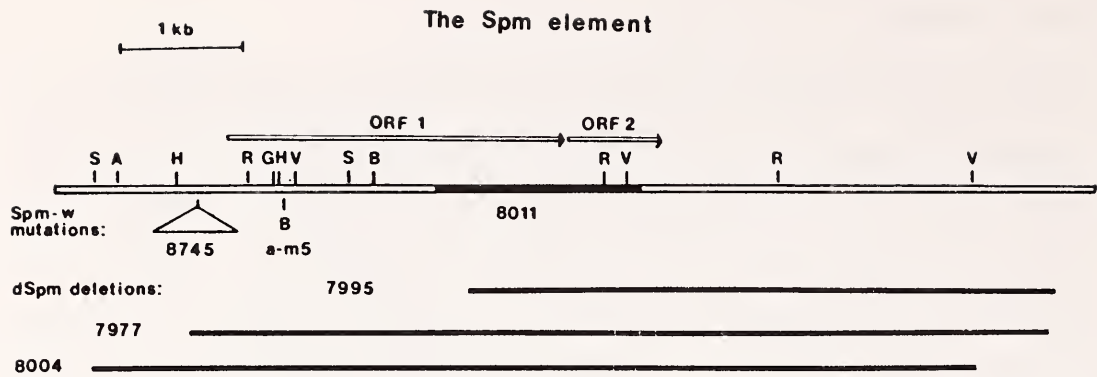 The Spm element
1 kb
ORF 1 ORF 2
S A H R G H V S B R V R V
8011
Spm-w
mutations:
B
8745 a-m5
dSpm deletions: 7995
7977
8004